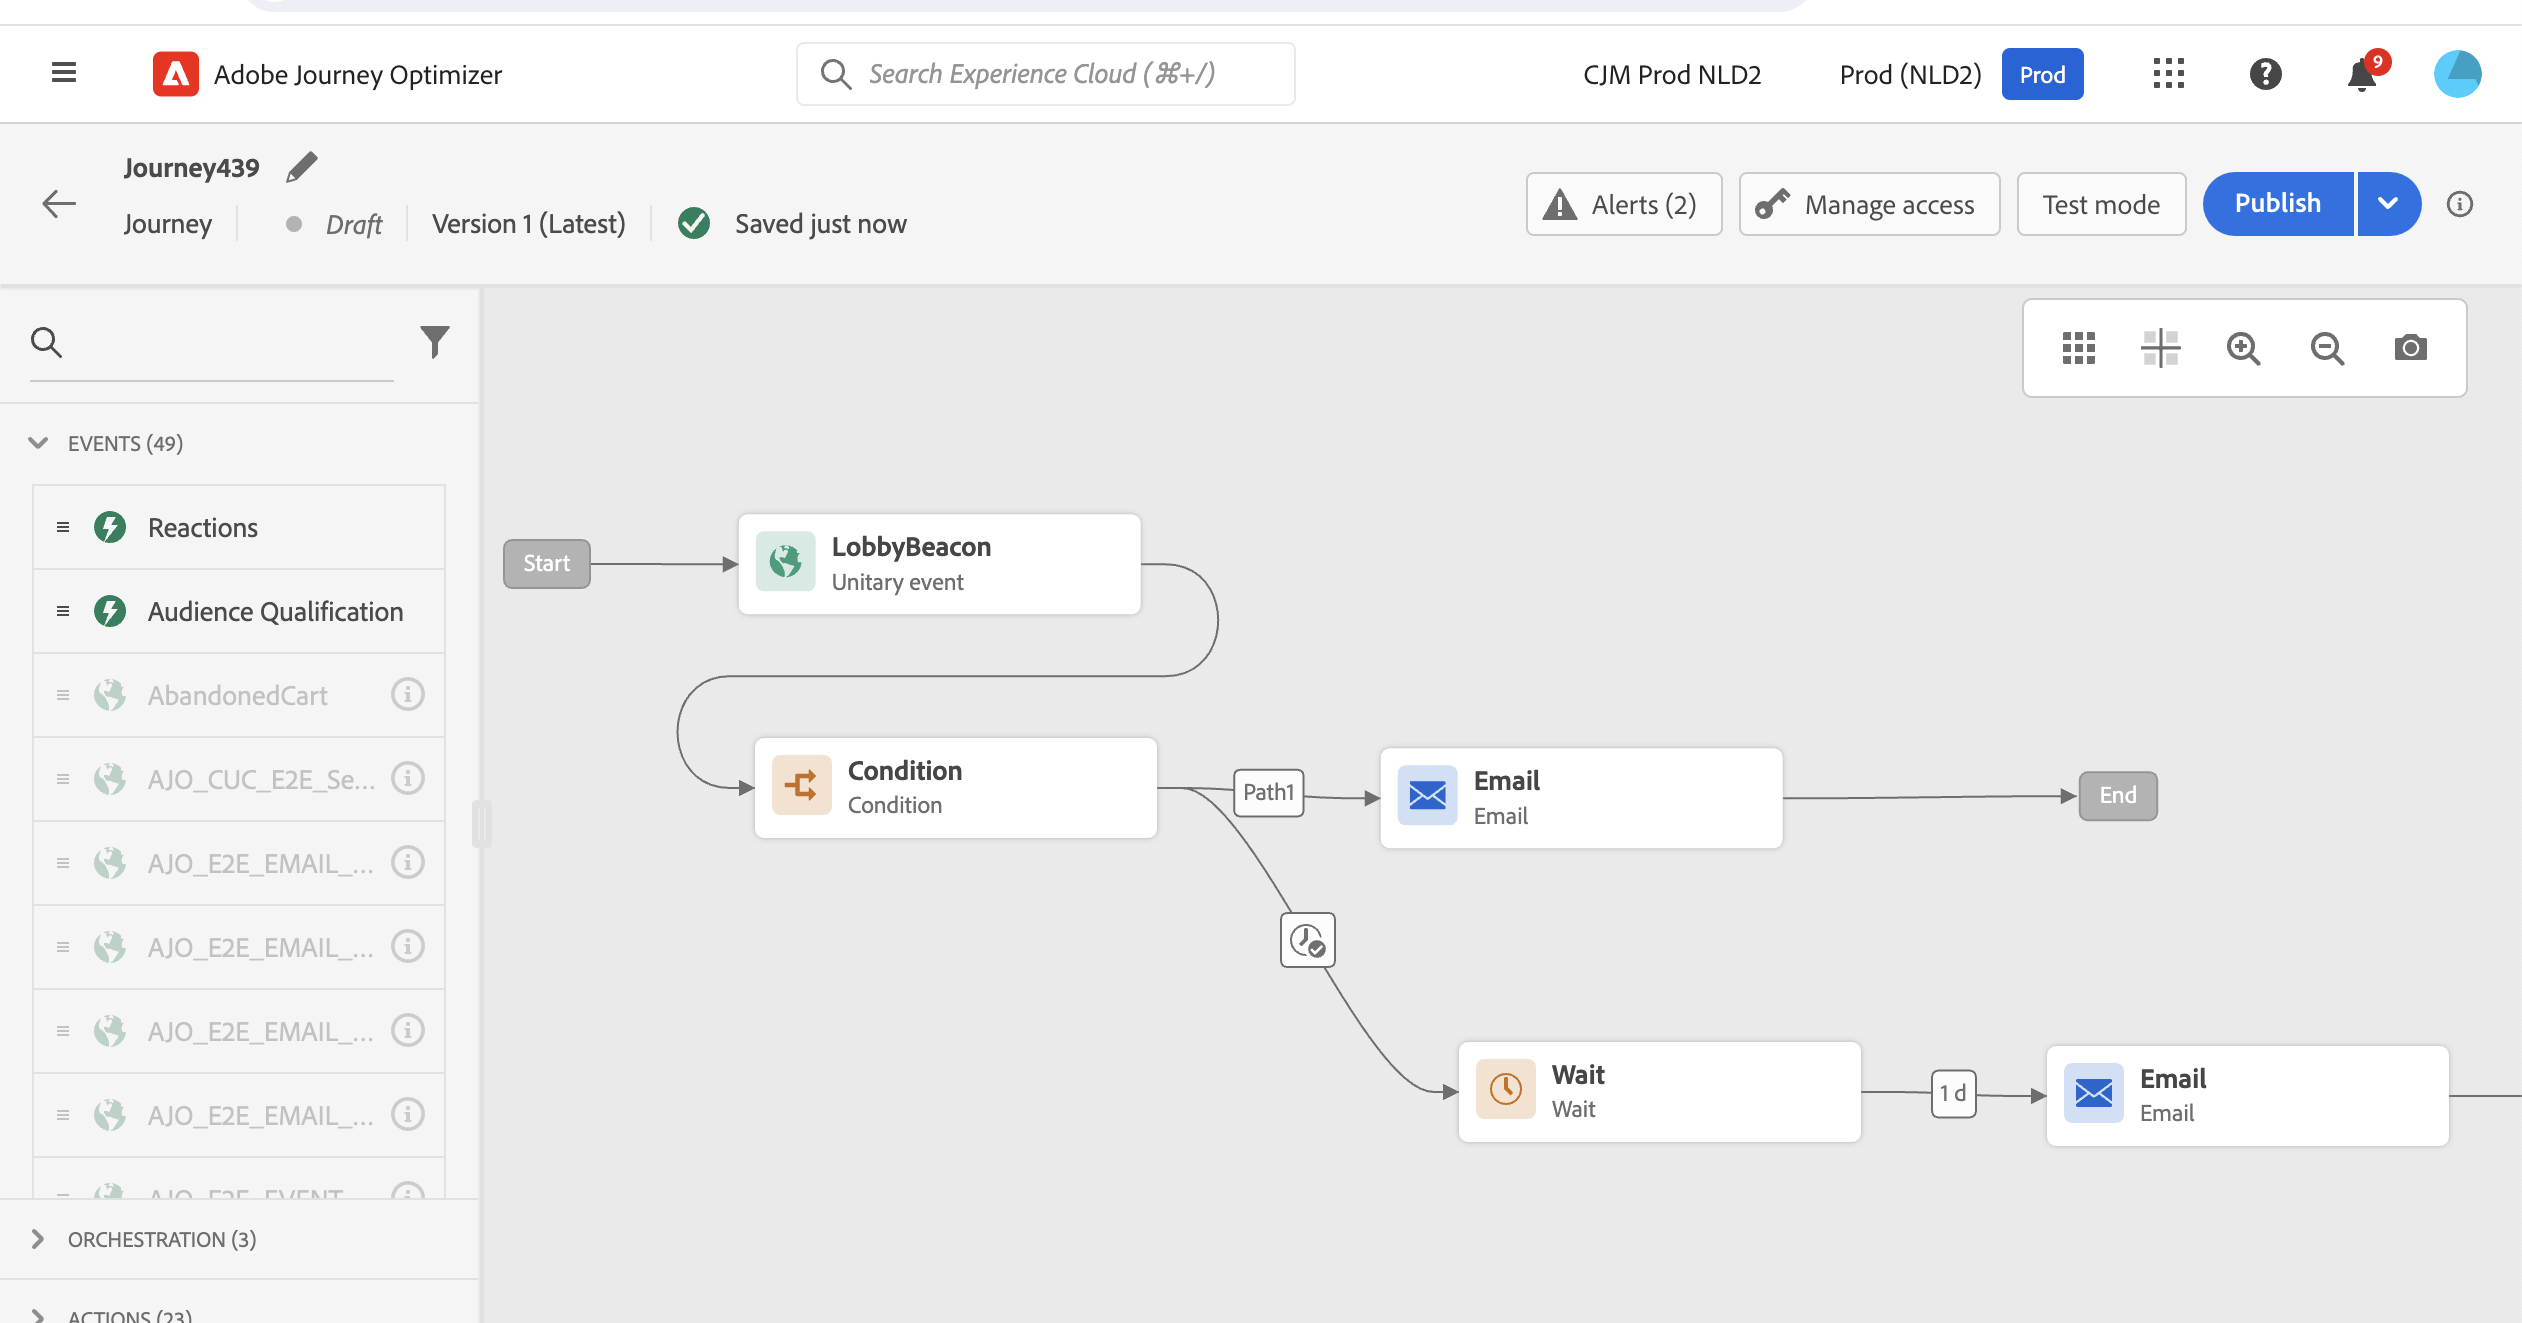 Adobe Journey Optimizer
Search Experience Cloud (⌘+/)
CJM Prod NLD2
Prod (NLD2)
Prod
9
Journey439
Journey
Draft
Version 1 (Latest)
Saved just now
Alerts (2)
Manage access
Test mode
Publish
EVENTS (49)
Reactions
Audience Qualification
AbandonedCart
AJO_CUC_E2E_Se...
AJO_E2E_EMAIL_...
AJO_E2E_EMAIL_...
AJO_E2E_EMAIL_...
AJO_E2E_EMAIL_...
AJO_E2E_EVENT
ORCHESTRATION (3)
ACTIONS (23)
Start
LobbyBeacon
Unitary event
Condition
Condition
Path1
Email
Email
End
Wait
Wait
1 d
Email
Email